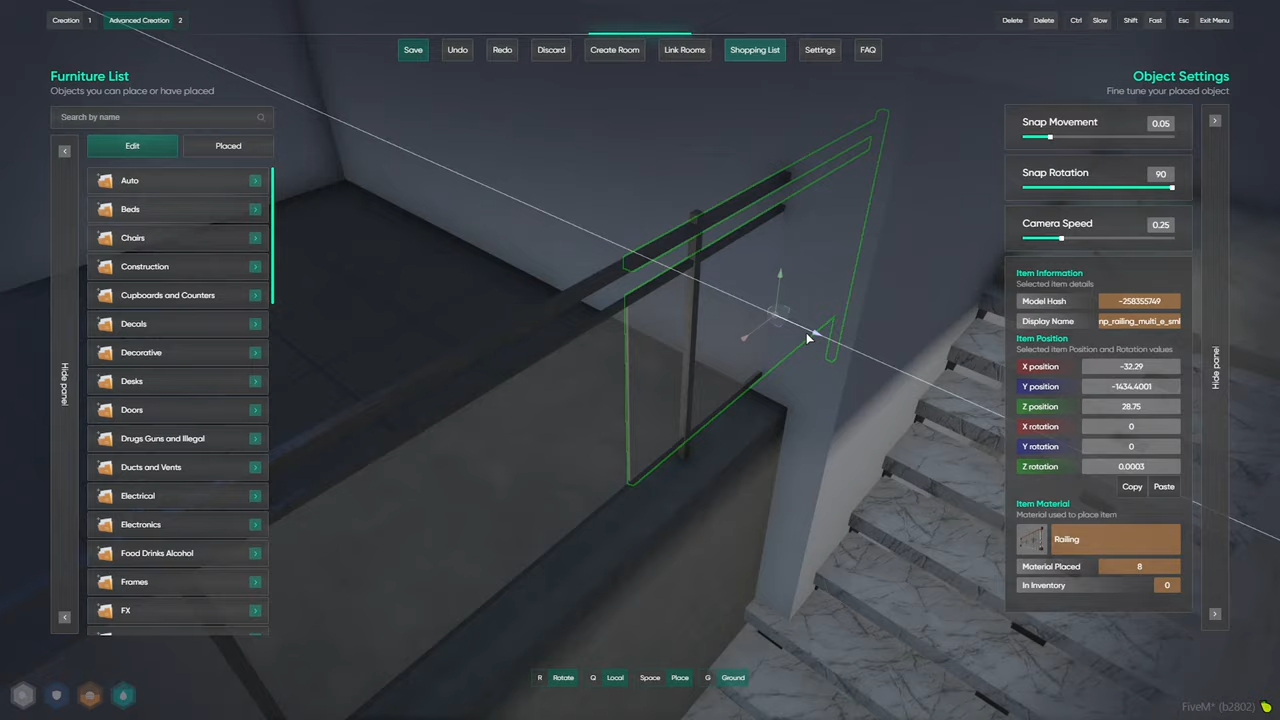 Creation 1 Advanced Creation 2
Delete Delete Ctrl Slow Shift Fast Esc Exit Menu
Save Undo Redo Discard Create Room Link Rooms Shopping List Settings FAQ
Furniture List
Objects you can place or have placed
Search by name
Edit Placed
Hide panel
Auto
Beds
Chairs
Construction
Cupboards and Counters
Decals
Decorative
Desks
Doors
Drugs Guns and Illegal
Ducts and Vents
Electrical
Electronics
Food Drinks Alcohol
Frames
FX
Object Settings
Fine tune your placed object
Snap Movement 0.05
Snap Rotation 90
Camera Speed 0.25
Item Information
Selected item details
Model Hash -258355749
Display Name np_railing_multi_e_sml
Item Position
Selected item Position and Rotation values
X position -32.29
Y position -1434.4001
Z position 28.75
X rotation 0
Y rotation 0
Z rotation 0.0003
Copy Paste
Item Material
Material used to place item
Railing
Material Placed 8
In Inventory 0
Hide panel
R Rotate Q Local Space Place G Ground
FiveM* (b2802)